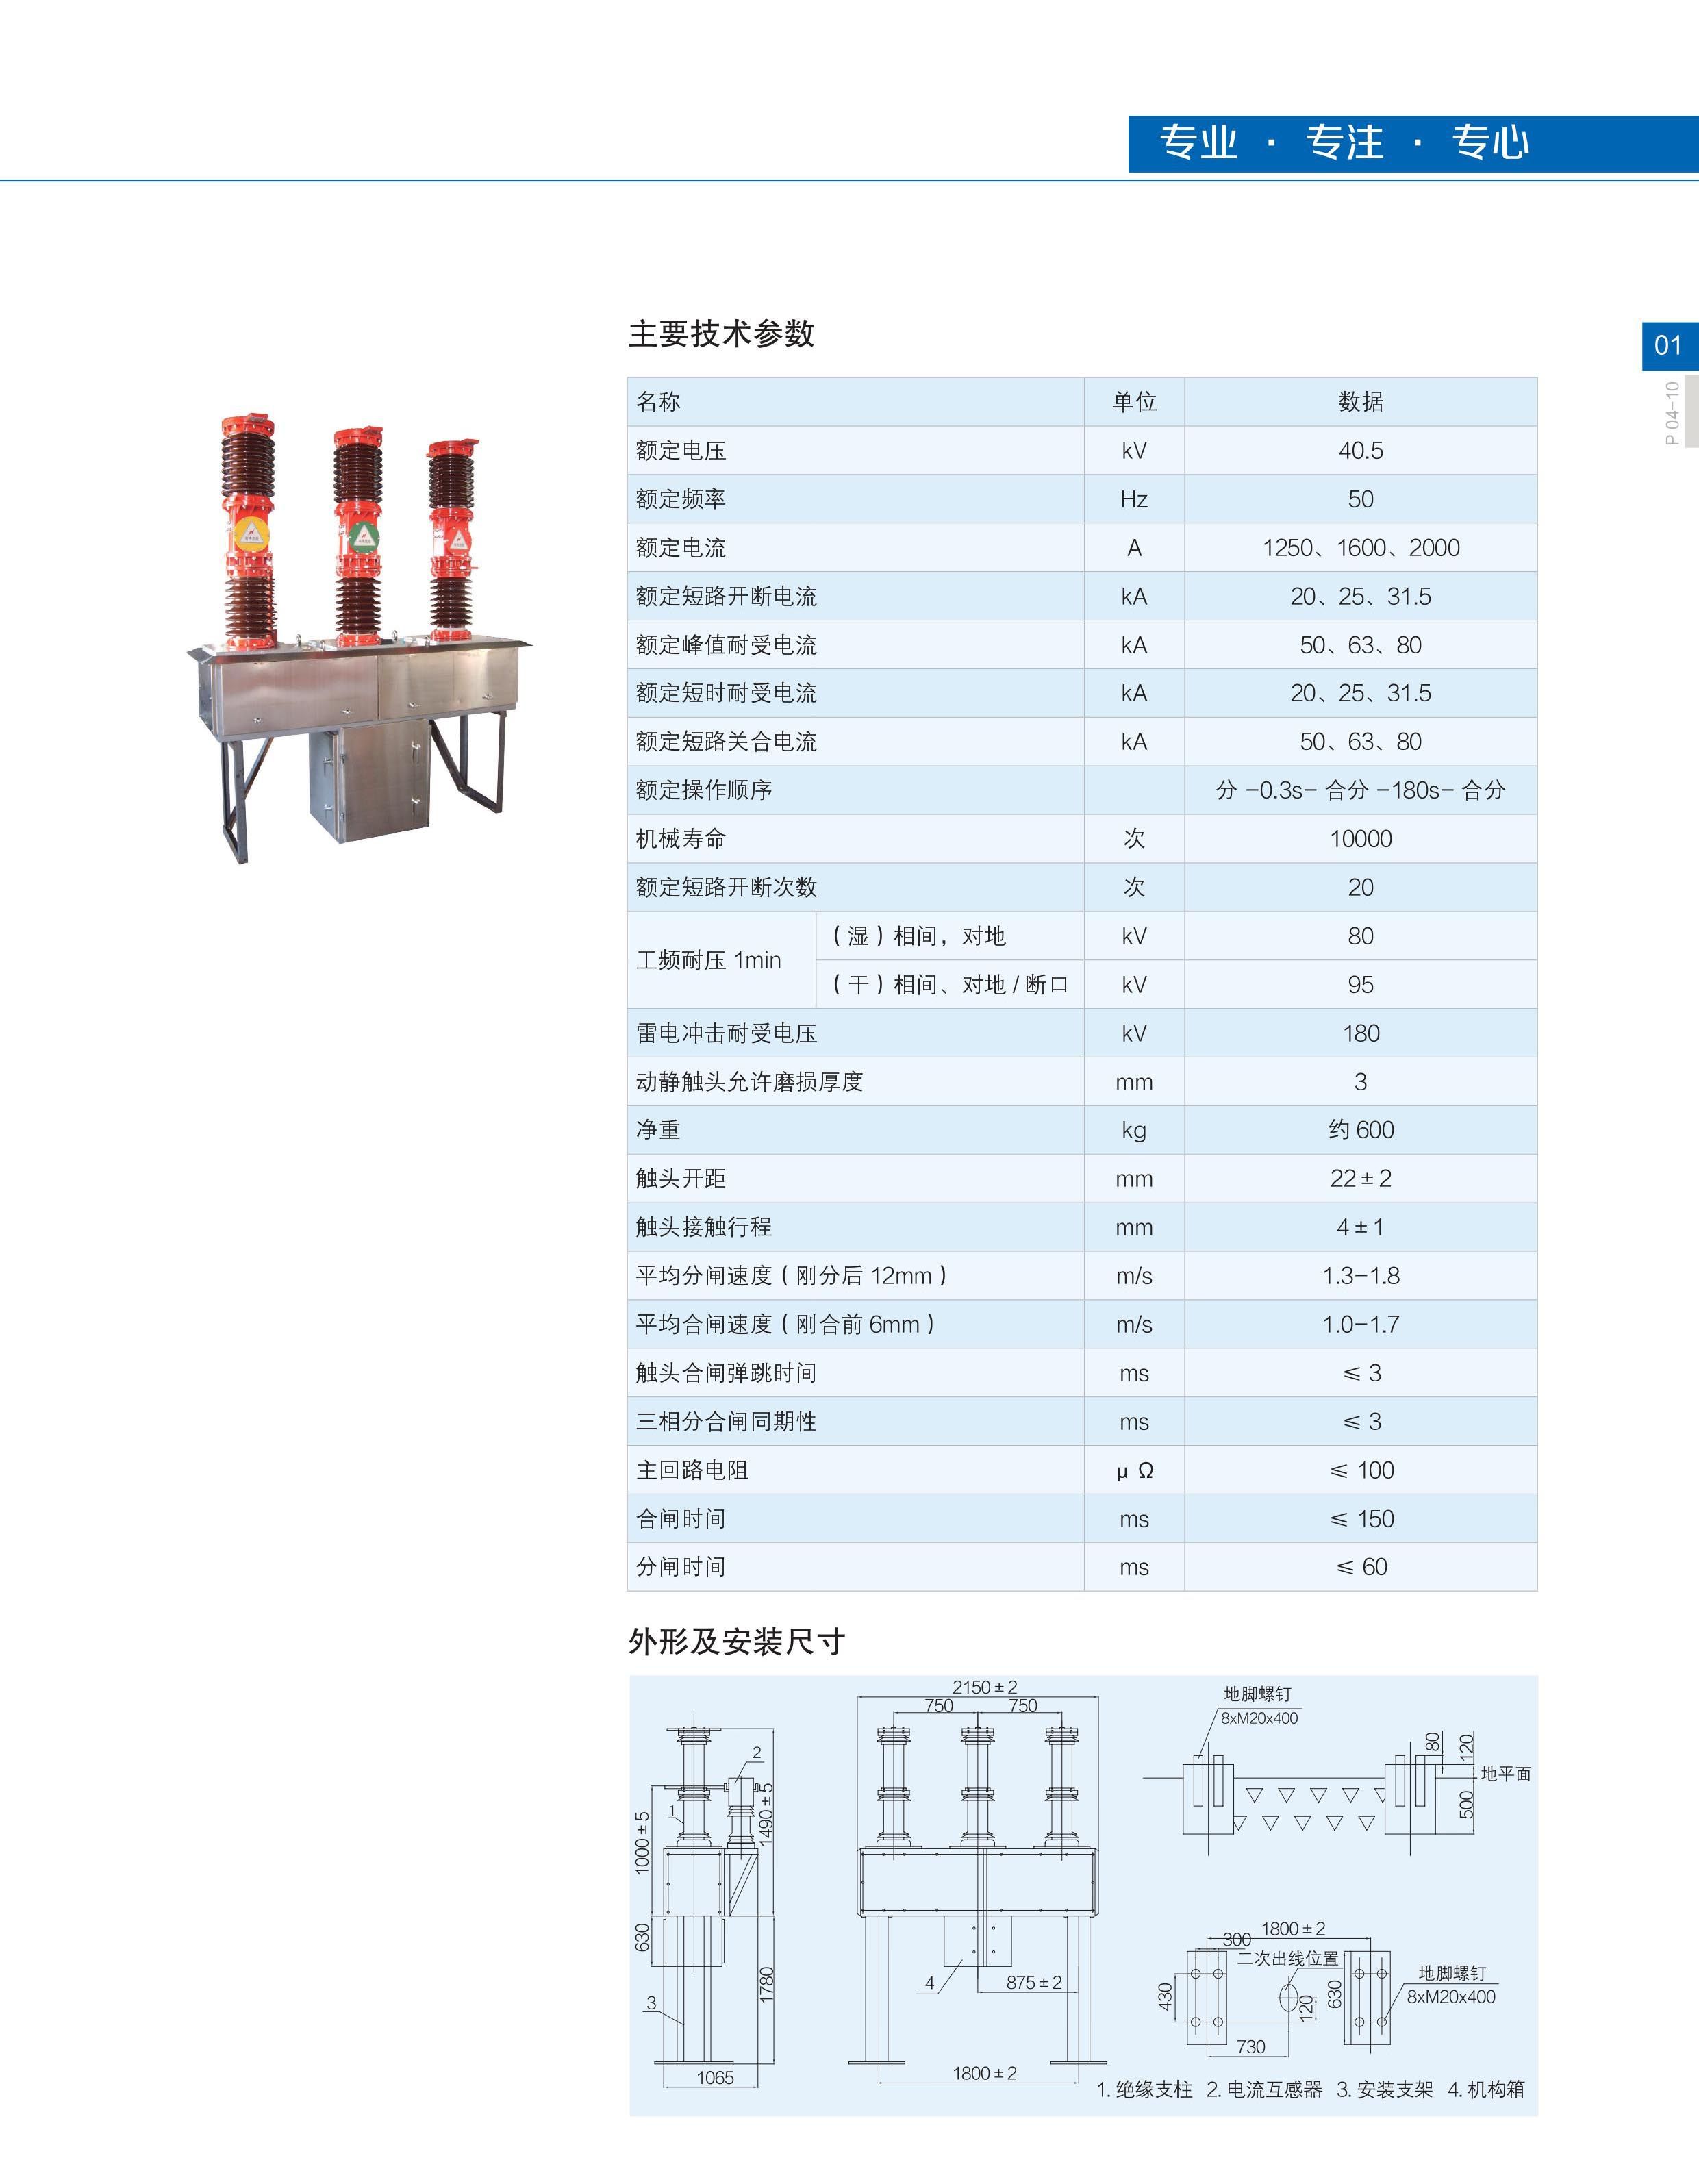 专业 · 专注 · 专心
01
P 04-10
主要技术参数
名称 单位 数据
额定电压 kV 40.5
额定频率 Hz 50
额定电流 A 1250、1600、2000
额定短路开断电流 kA 20、25、31.5
额定峰值耐受电流 kA 50、63、80
额定短时耐受电流 kA 20、25、31.5
额定短路关合电流 kA 50、63、80
额定操作顺序 分 -0.3s- 合分 -180s- 合分
机械寿命 次 10000
额定短路开断次数 次 20
工频耐压 1min
（湿）相间，对地 kV 80
（干）相间、对地 / 断口 kV 95
雷电冲击耐受电压 kV 180
动静触头允许磨损厚度 mm 3
净重 kg 约 600
触头开距 mm 22±2
触头接触行程 mm 4±1
平均分闸速度（刚分后 12mm） m/s 1.3-1.8
平均合闸速度（刚合前 6mm） m/s 1.0-1.7
触头合闸弹跳时间 ms ≤ 3
三相分合闸同期性 ms ≤ 3
主回路电阻 μ Ω ≤ 100
合闸时间 ms ≤ 150
分闸时间 ms ≤ 60
外形及安装尺寸
2
1
1000±5
1490±5
630
1780
3
1065
2150±2
750 750
4
875±2
1800±2
地脚螺钉
8xM20x400
80
120
地平面
500
1800±2
300
二次出线位置
430
120
630
730
地脚螺钉
8xM20x400
1. 绝缘支柱 2. 电流互感器 3. 安装支架 4. 机构箱